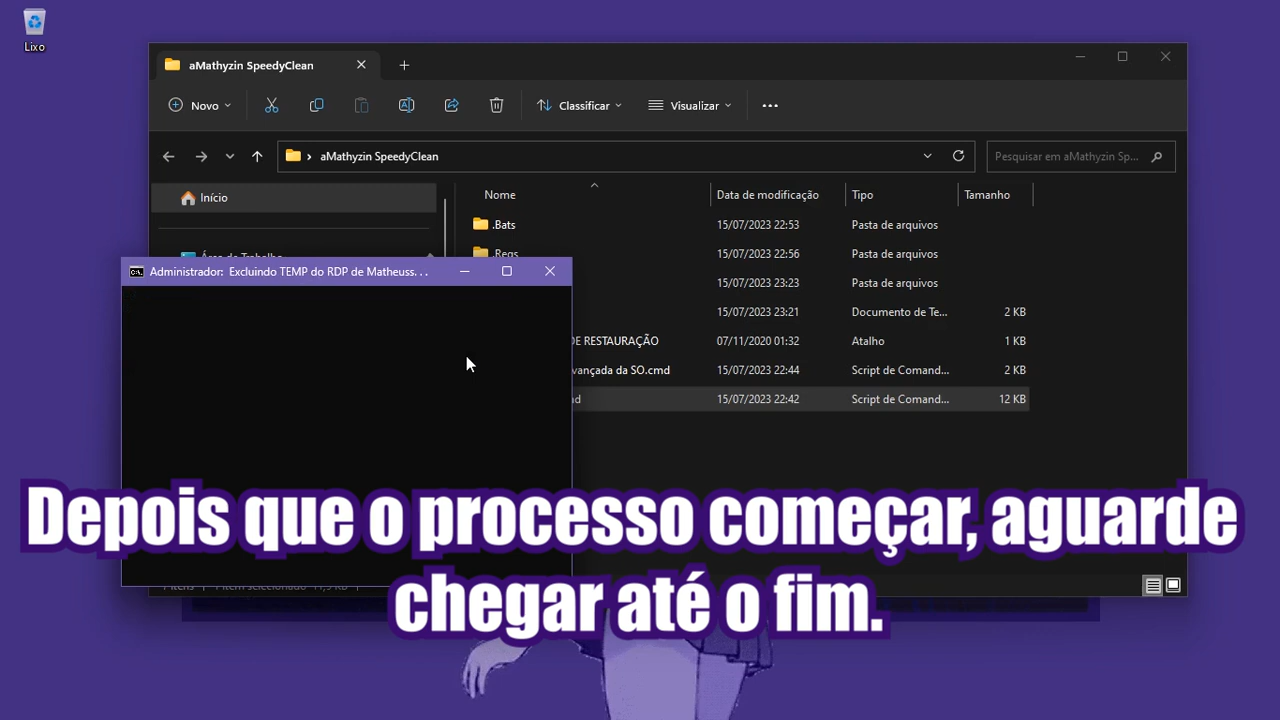 Lixo
aMathyzin SpeedyClean
Novo
Classificar
Visualizar
aMathyzin SpeedyClean
Pesquisar em aMathyzin Sp...
Início
Nome
Data de modificação
Tipo
Tamanho
.Bats
15/07/2023 22:53
Pasta de arquivos
Área de Trabalho
.Regs
15/07/2023 22:56
Pasta de arquivos
15/07/2023 23:23
Pasta de arquivos
15/07/2023 23:21
Documento de Te...
2 KB
DE RESTAURAÇÃO
07/11/2020 01:32
Atalho
1 KB
vançada da SO.cmd
15/07/2023 22:44
Script de Comand...
2 KB
15/07/2023 22:42
Script de Comand...
12 KB
Administrador: Excluindo TEMP do RDP de Matheuss. . .
Depois que o processo começar, aguarde
chegar até o fim.